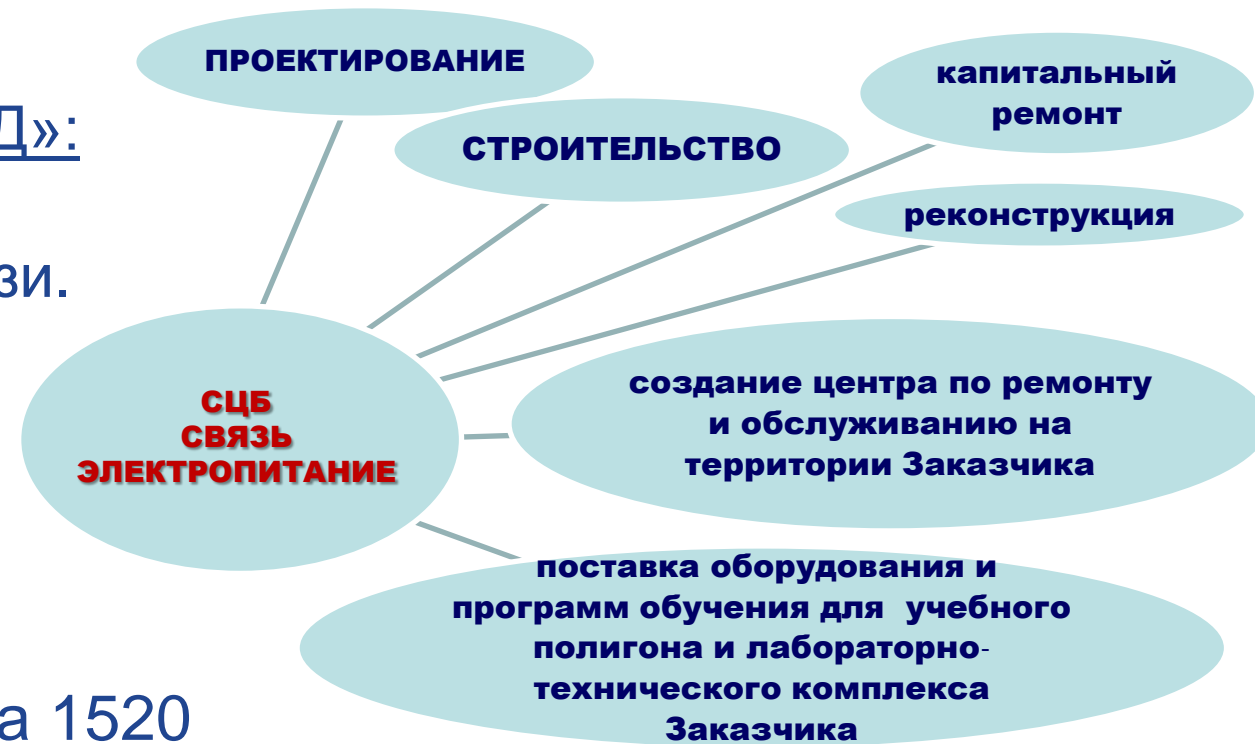 ПРОЕКТИРОВАНИЕ
капитальный
ремонт
Д»:
СТРОИТЕЛЬСТВО
реконструкция
зи.
СЦБ
СВЯЗЬ
ЭЛЕКТРОПИТАНИЕ
создание центра по ремонту
и обслуживанию на
территории Заказчика
поставка оборудования и
программ обучения для учебного
полигона и лабораторно-
технического комплекса
Заказчика
а 1520